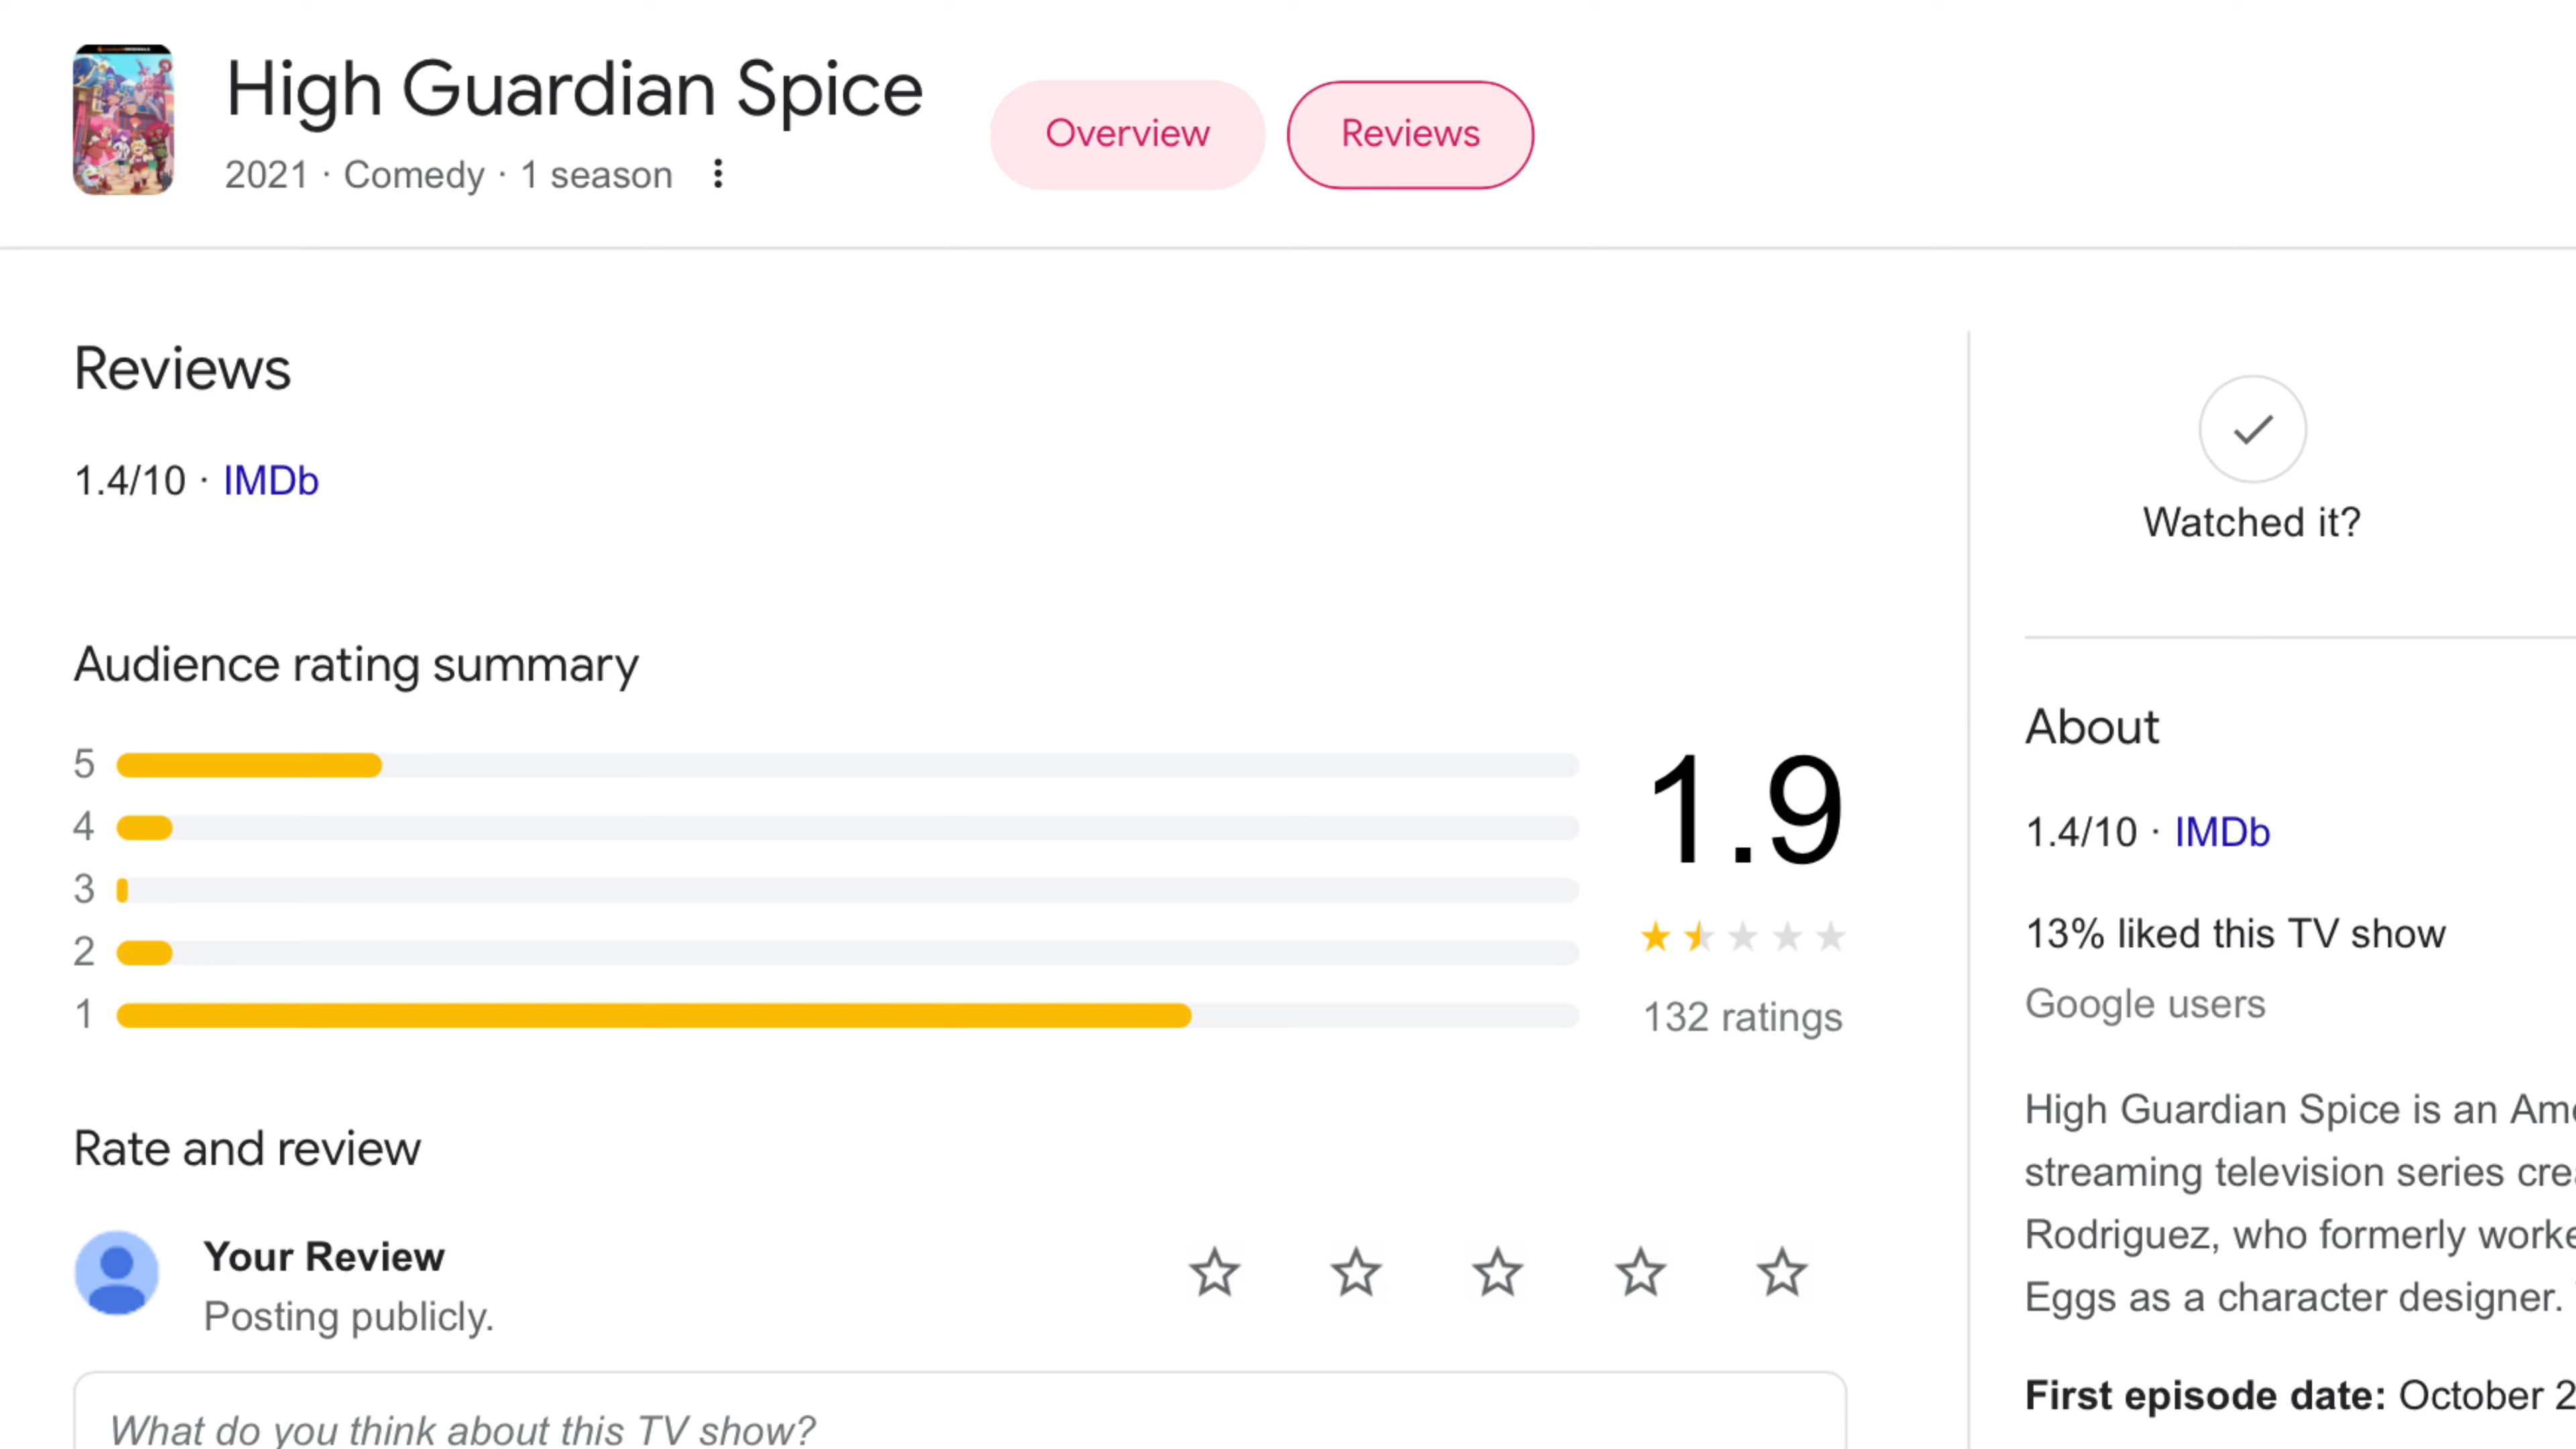 High Guardian Spice
2021 · Comedy · 1 season
Overview
Reviews
Reviews
1.4/10 · IMDb
Audience rating summary
5
4
3
2
1
1.9
132 ratings
Rate and review
Your Review
Posting publicly.
What do you think about this TV show?
Watched it?
About
1.4/10 · IMDb
13% liked this TV show
Google users
High Guardian Spice is an Am
streaming television series cre
Rodriguez, who formerly worke
Eggs as a character designer.
First episode date: October 2